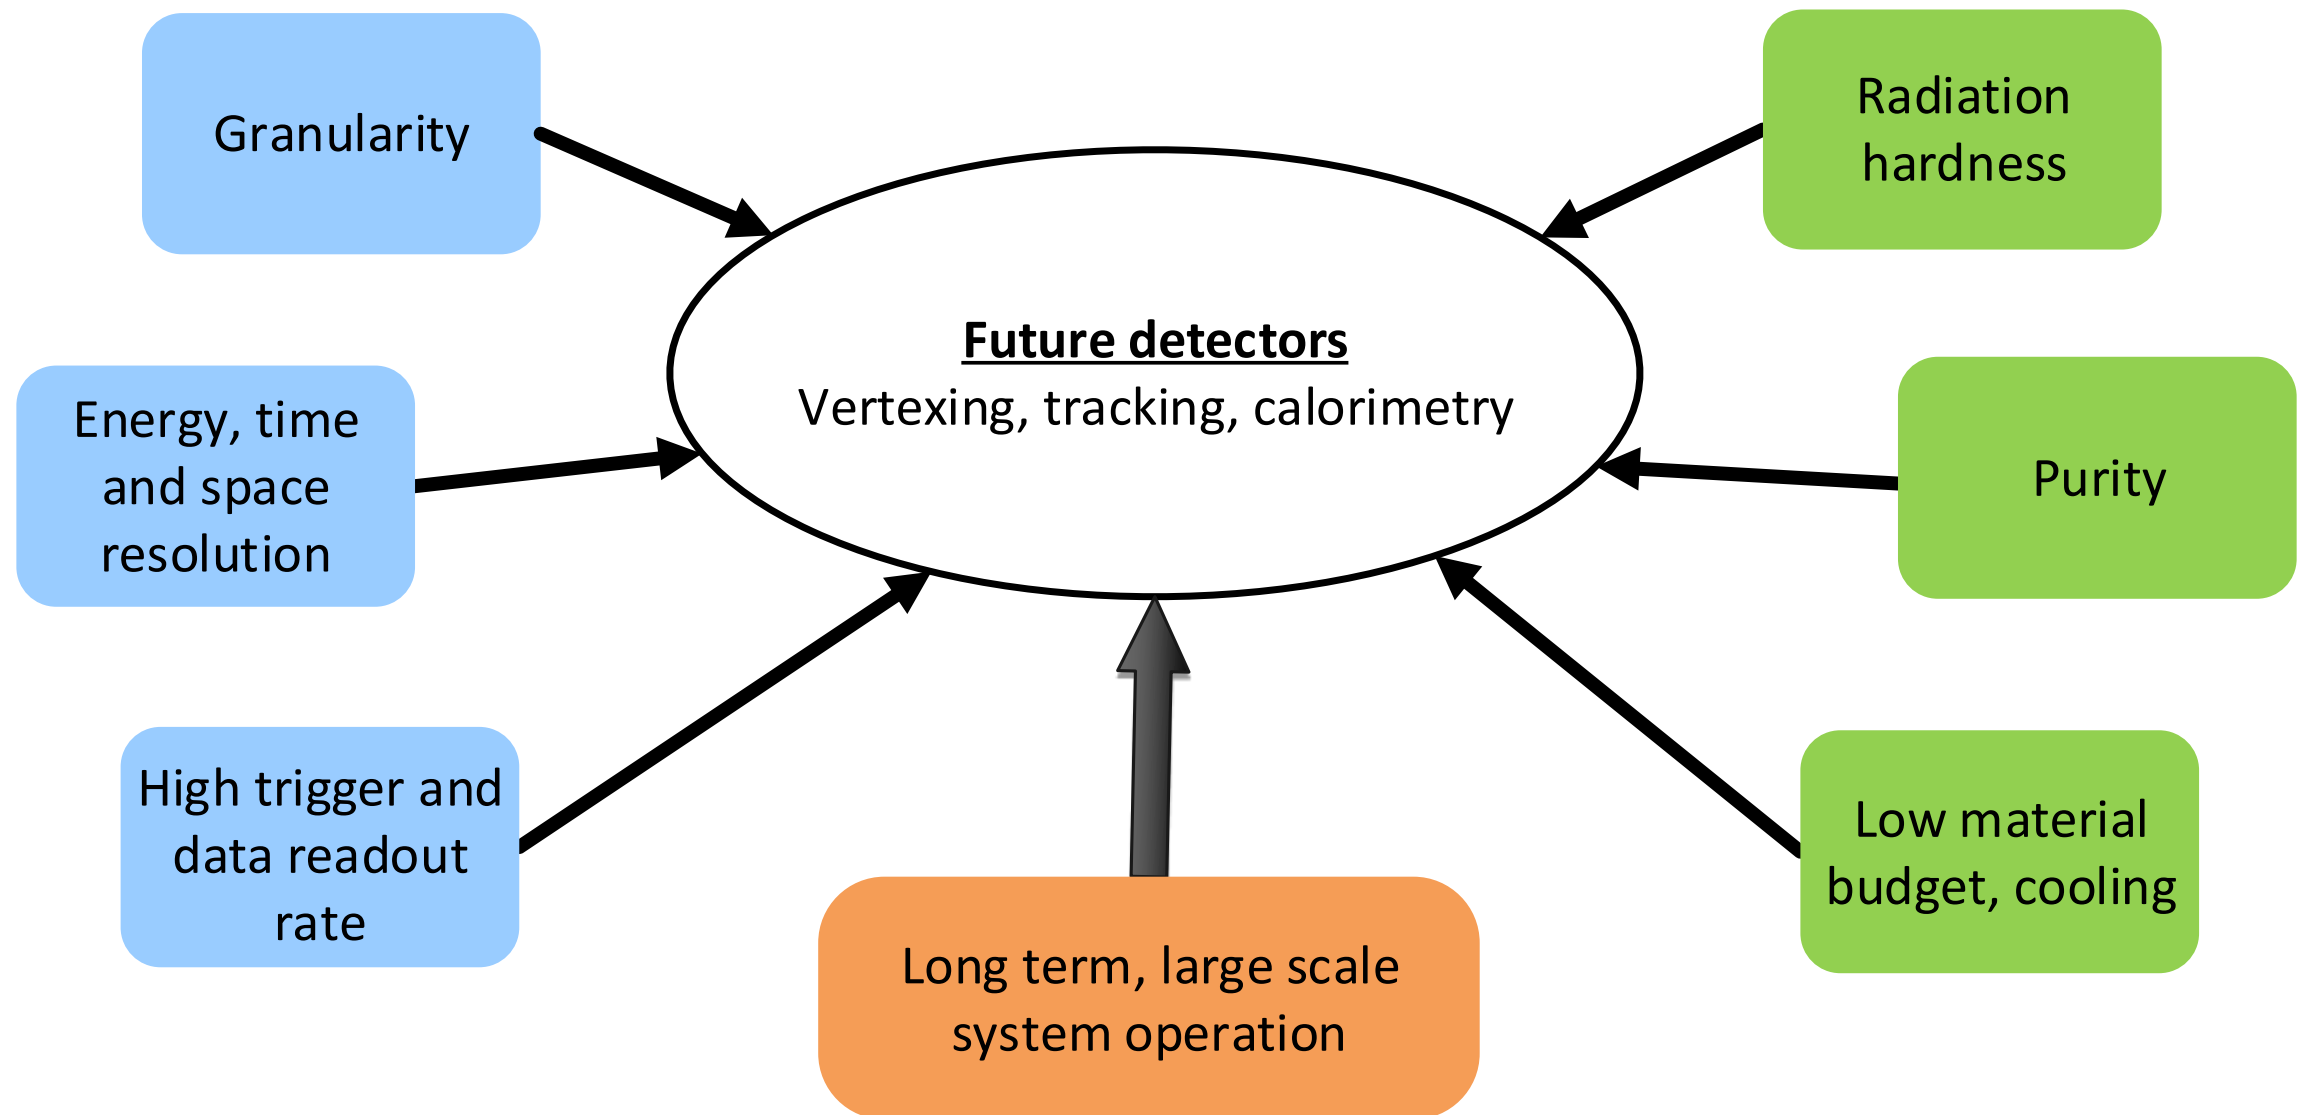 Granularity
Radiation
hardness
Future detectors
Vertexing, tracking, calorimetry
Energy, time
and space
resolution
Purity
High trigger and
data readout
rate
Low material
budget, cooling
Long term, large scale
system operation